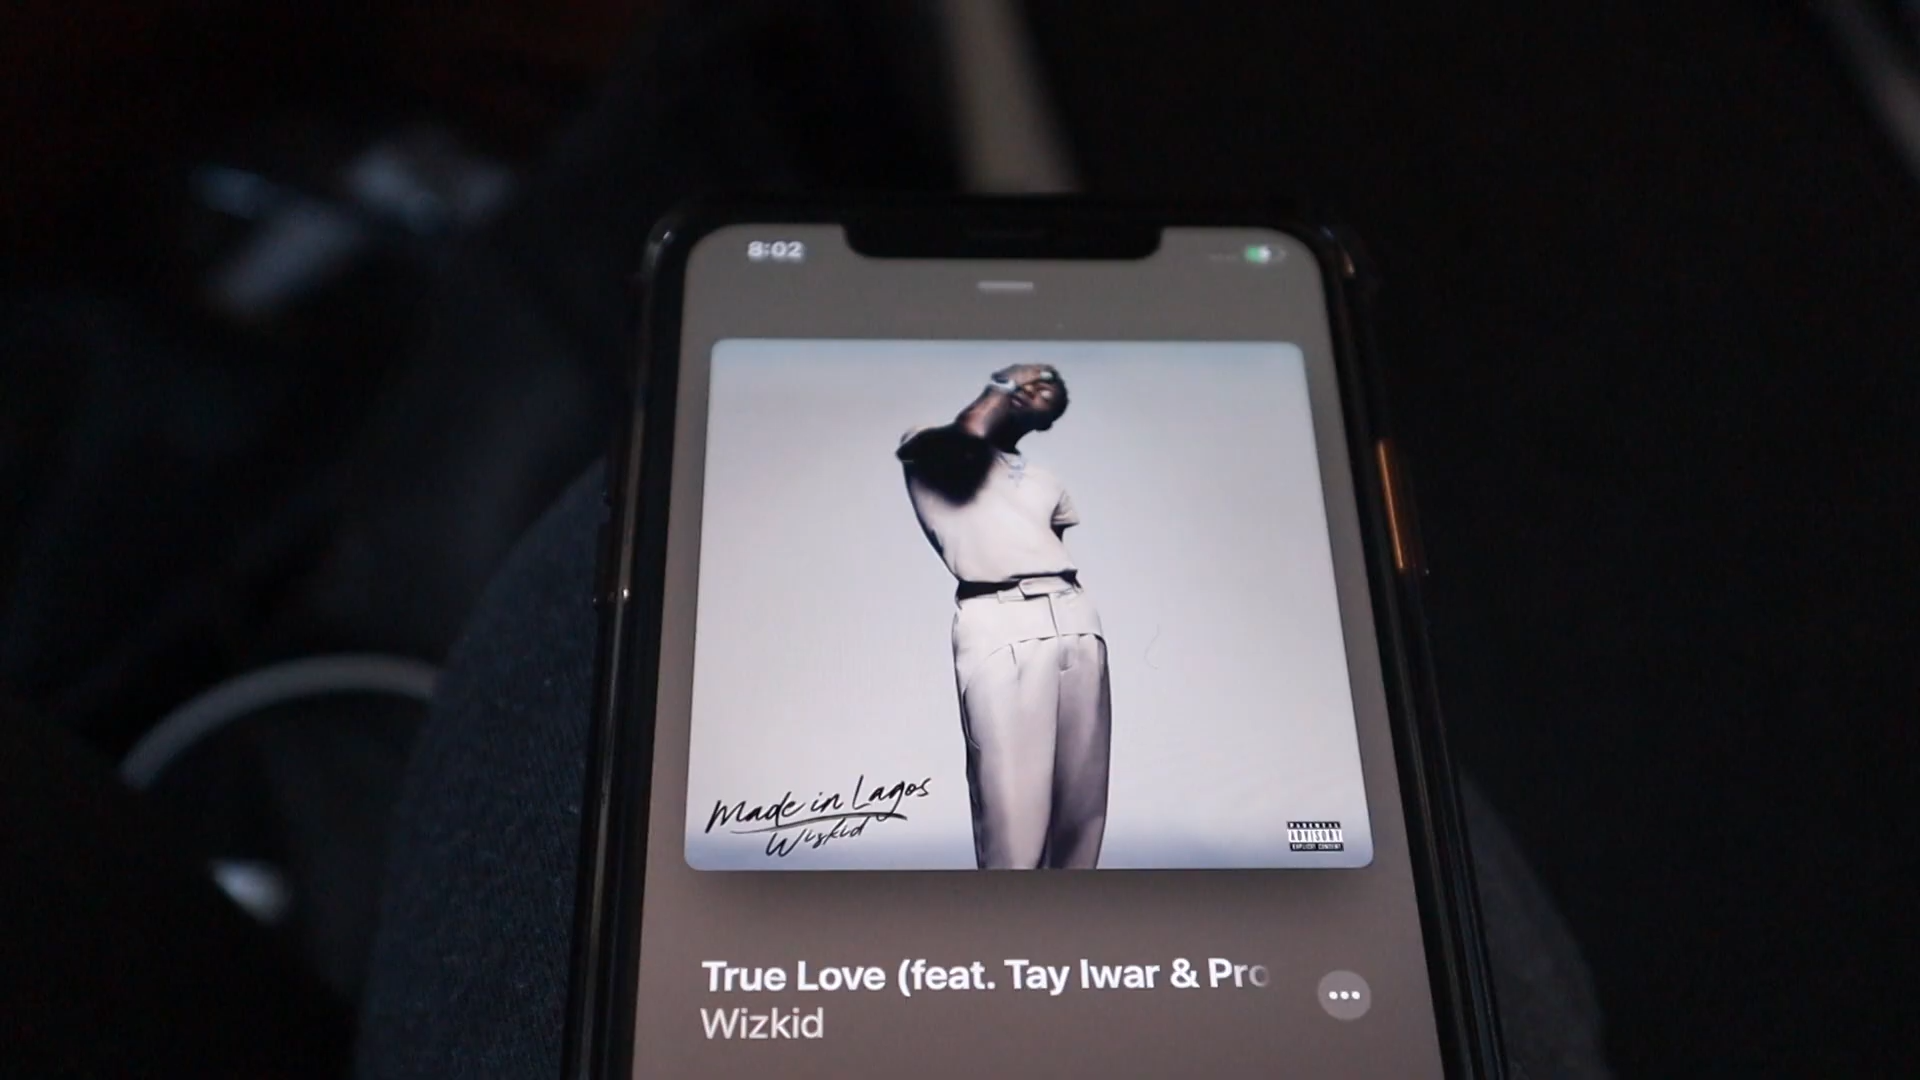 8:02
Made in Lagos
Wizkid
PARENTAL
ADVISORY
EXPLICIT CONTENT
True Love (feat. Tay Iwar & Pro
Wizkid